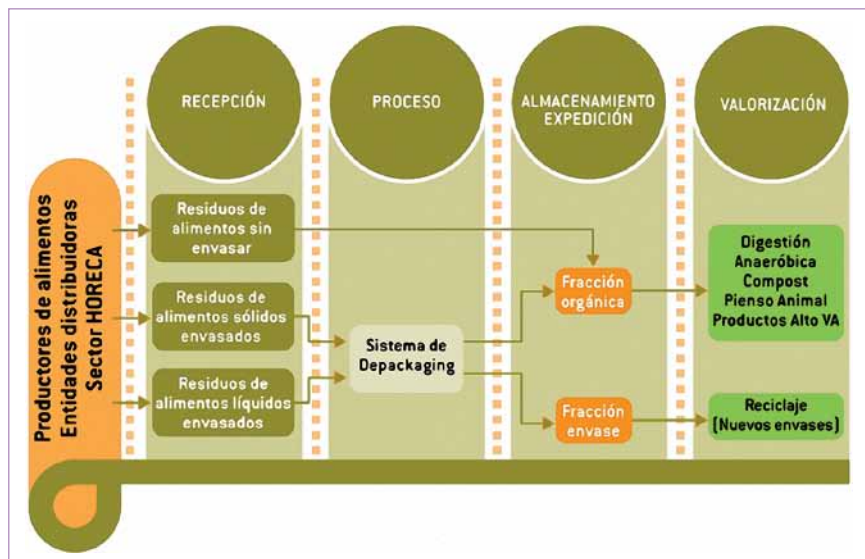 RECEPCIÓN
PROCESO
ALMACENAMIENTO
EXPEDICIÓN
VALORIZACIÓN
Productores de alimentos
Entidades distribuidoras
Sector HORECA
Residuos de
alimentos sin
envasar
Residuos de
alimentos sólidos
envasados
Residuos de
alimentos líquidos
envasados
Sistema de
Depackaging
Fracción
orgánica
Fracción
envase
Digestión
Anaeróbica
Compost
Pienso Animal
Productos Alto VA
Reciclaje
(Nuevos envases)